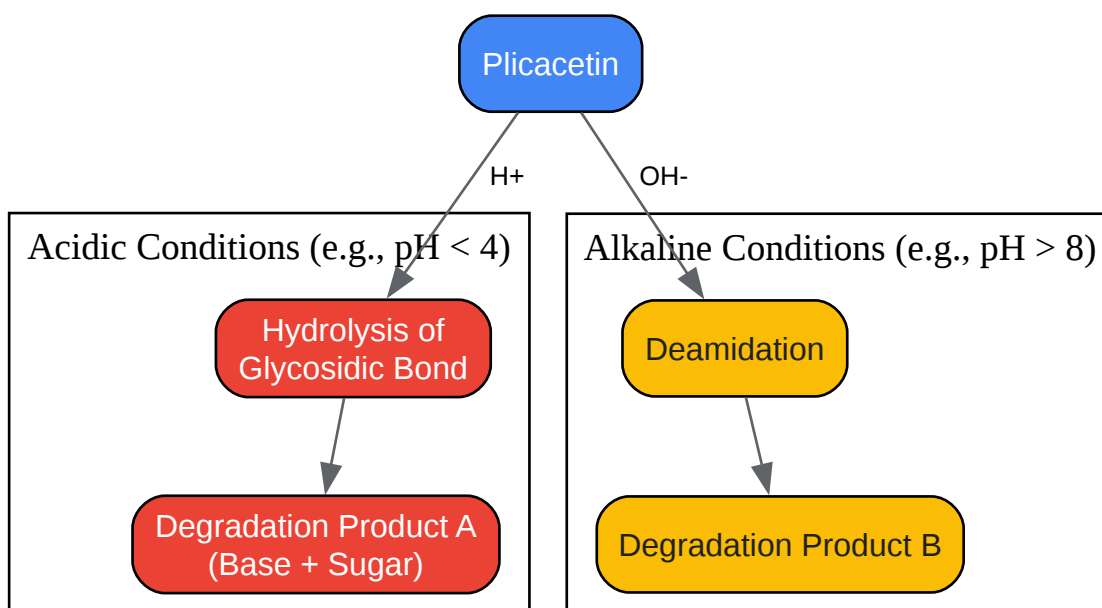 Plicacetin
H+
OH-
Acidic Conditions (e.g., pH < 4)
Alkaline Conditions (e.g., pH > 8)
Hydrolysis of
Glycosidic Bond
Deamidation
Degradation Product A
(Base + Sugar)
Degradation Product B